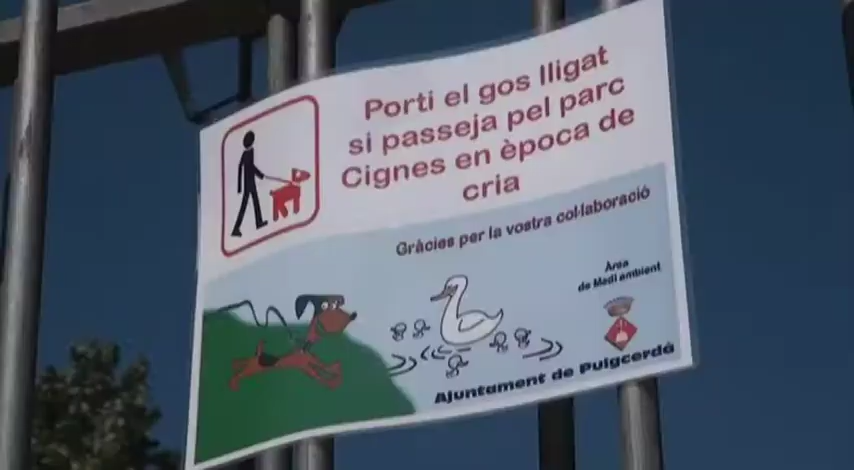 Porti el gos lligat
si passeja pel parc
Cignes en època de
cria
Gràcies per la vostra col·laboració
Àrea
de Medi ambient
Ajuntament de Puigcerdà